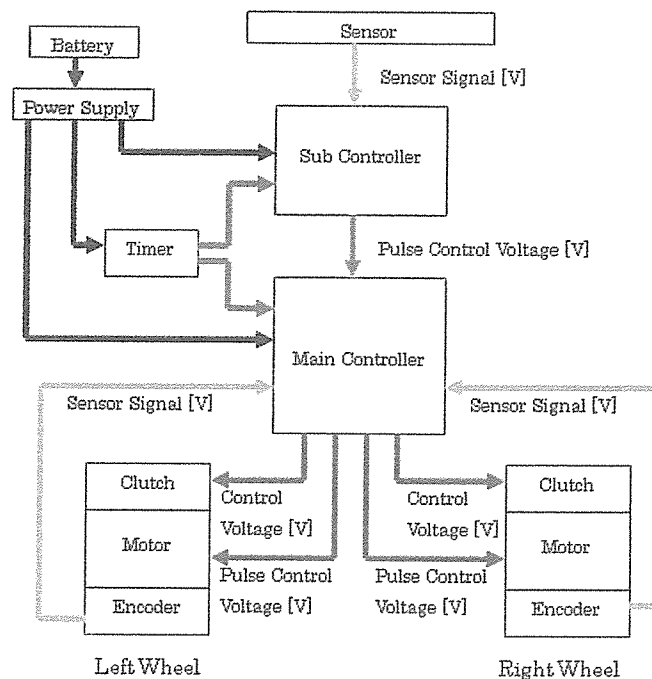 Sensor
Battery
Sensor Signal [V]
Power Supply
Sub Controller
Timer
Pulse Control Voltage [V]
Main Controller
Sensor Signal [V]
Sensor Signal [V]
Clutch
Control
Voltage [V]
Motor
Pulse Control
Voltage [V]
Encoder
Left Wheel
Control
Voltage [V]
Clutch
Motor
Pulse Control
Voltage [V]
Encoder
Right Wheel